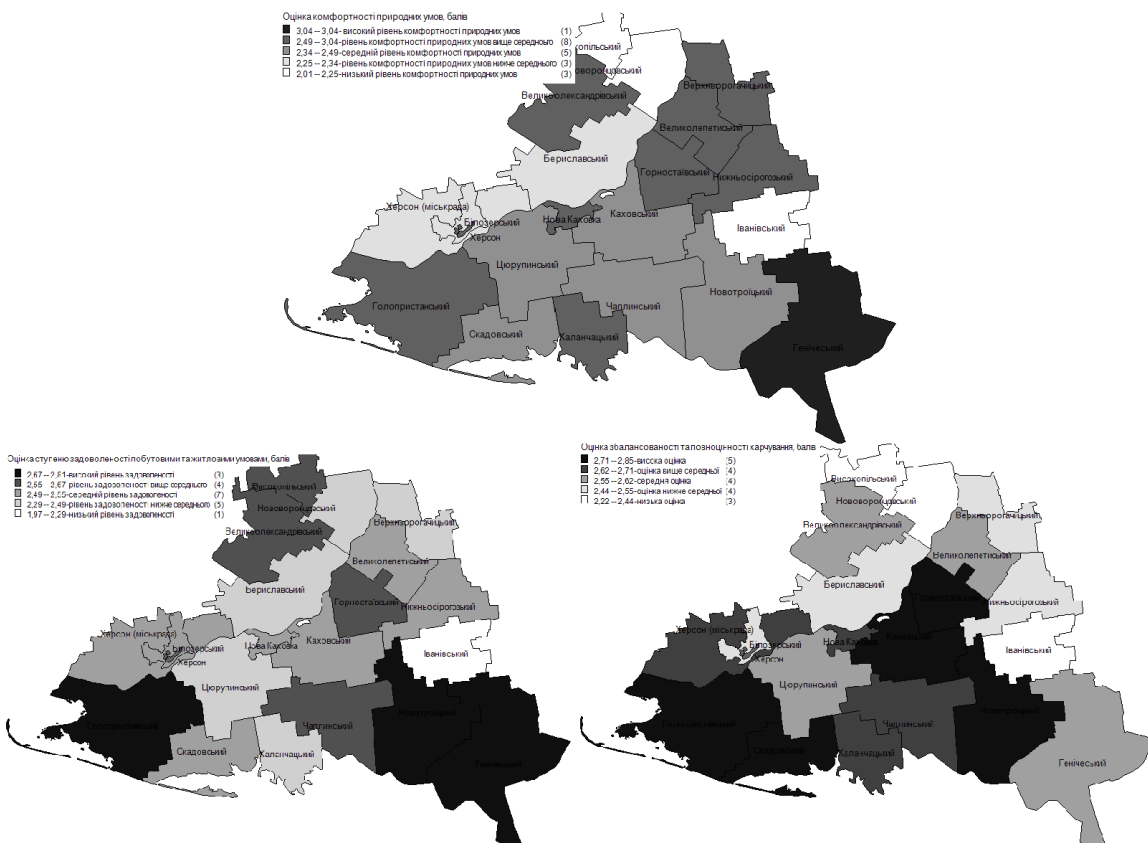 Оцінка комфортності природних умов, балів
3,04 -- 3,04- високий рівень комфортності природних умов (1)
2,49 -- 3,04-рівень комфортності природних умов вище середнього (8)
2,34 -- 2,49-середній рівень комфортності природних умов (5)
2,25 -- 2,34-рівень комфортності природних умов нижче середнього (3)
2,01 -- 2,25-низький рівень комфортності природних умов (3)
Великоолександрівський
Верхньорогачицький
Великолепетиський
Бериславський
Горностаївський
Нижньосірогозький
Херсон (міськрада)
Білозерський
Херсон
Нова Каховка
Каховський
Іванівський
Цюрупинський
Голопристанський
Чаплинський
Новотроїцький
Скадовський
Каланчацький
Генічеський
Оцінка ступеню задоволеності побутовими та житловими умовами, балів
2,67 -- 2,81-високий рівень задоволеності (3)
2,55 -- 2,67-рівень задоволеності вище середнього (4)
2,49 -- 2,55-середній рівень задоволеності (7)
2,29 -- 2,49-рівень задоволеності нижче середнього (5)
1,97 -- 2,29-низький рівень задоволеності (1)
Високопільський
Нововоронцовський
Великоолександрівський
Верхньорогачицький
Великолепетиський
Бериславський
Горностаївський
Нижньосірогозький
Херсон (міськрада)
Білозерський
Херсон
Нова Каховка
Каховський
Іванівський
Цюрупинський
Голопристанський
Чаплинський
Новотроїцький
Скадовський
Каланчацький
Генічеський
Оцінка збалансованості та повноцінності харчування, балів
2,71 -- 2,85-висока оцінка (5)
2,62 -- 2,71-оцінка вище середньої (4)
2,55 -- 2,62-середня оцінка (4)
2,44 -- 2,55-оцінка нижче середньої (4)
2,22 -- 2,44-низька оцінка (3)
Високопільський
Нововоронцовський
Великоолександрівський
Верхньорогачицький
Великолепетиський
Бериславський
Горностаївський
Нижньосірогозький
Херсон (міськрада)
Білозерський
Херсон
Нова Каховка
Каховський
Іванівський
Цюрупинський
Голопристанський
Чаплинський
Новотроїцький
Скадовський
Каланчацький
Генічеський